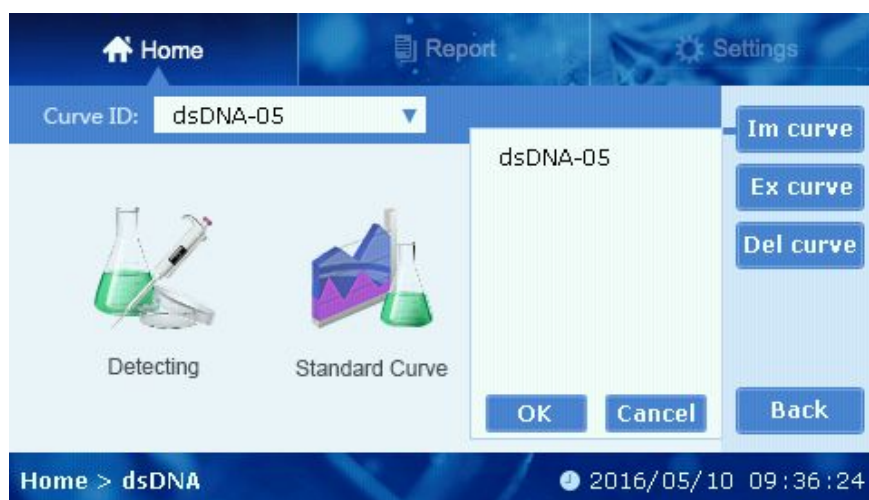 Home
Report
Settings
Curve ID: dsDNA-05
dsDNA-05
Im curve
Ex curve
Del curve
Detecting
Standard Curve
OK
Cancel
Back
Home > dsDNA
2016/05/10 09:36:24